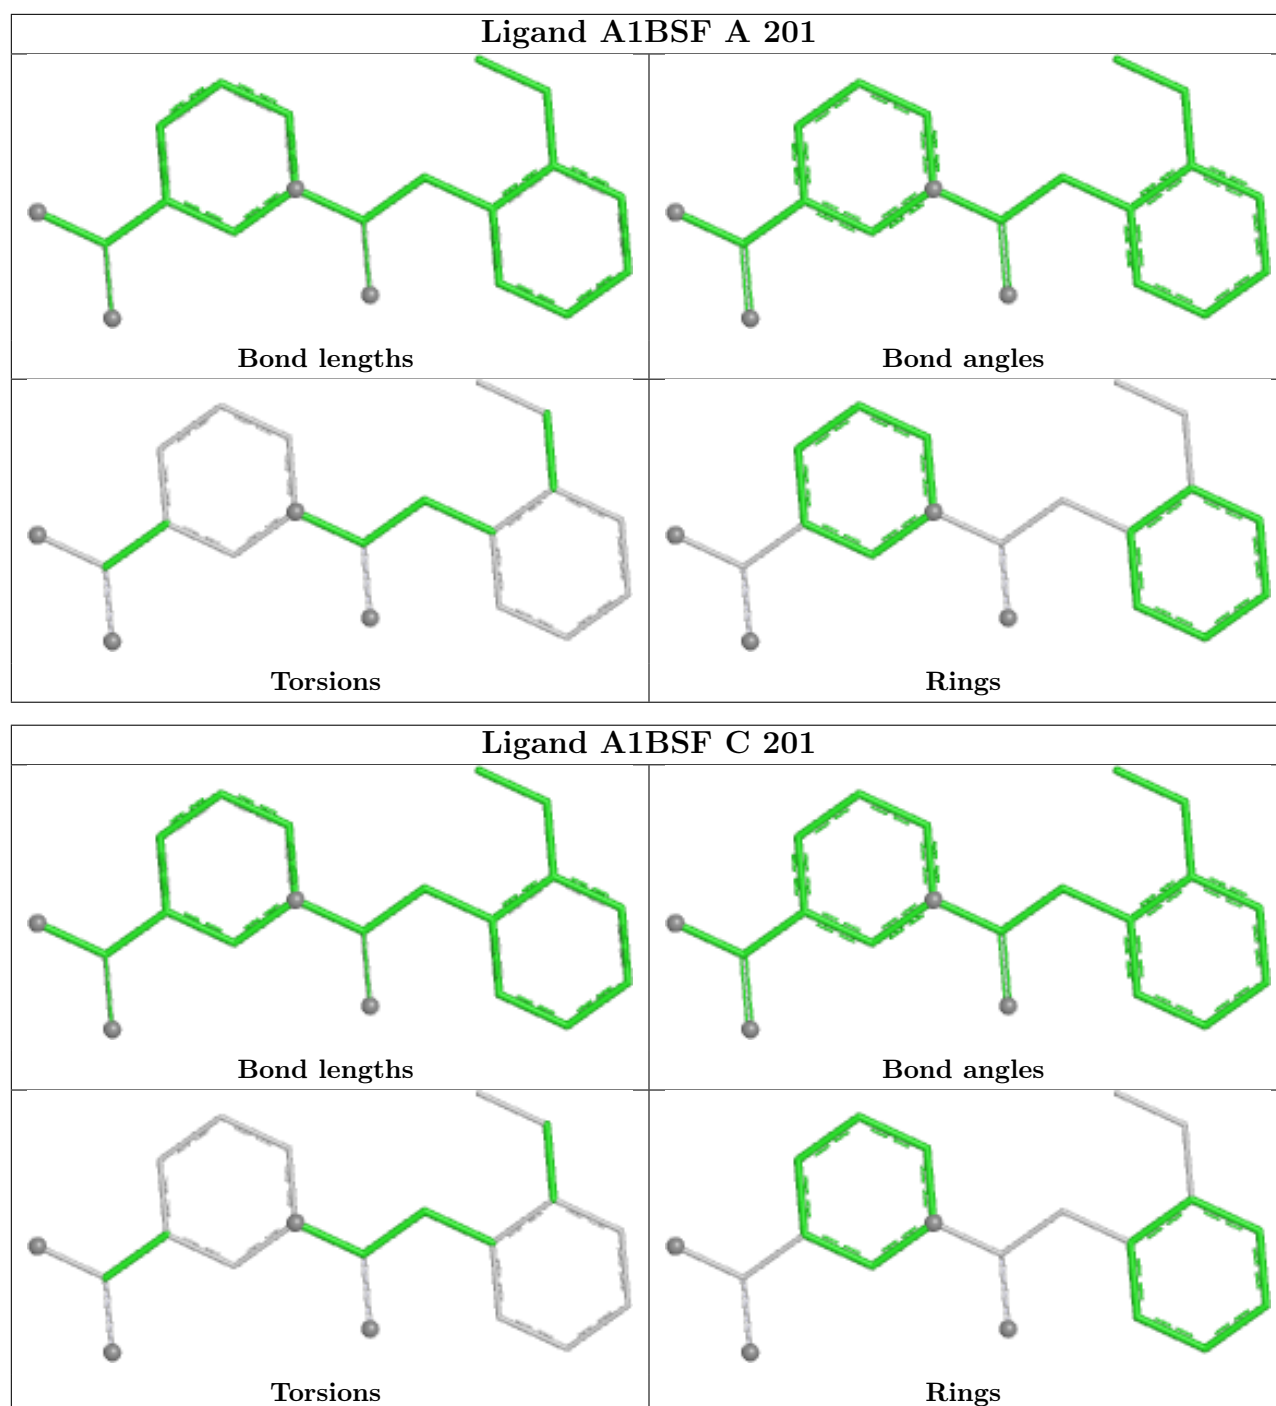 Ligand A1BSF A 201
Bond lengths
Bond angles
Torsions
Rings
Ligand A1BSF C 201
Bond lengths
Bond angles
Torsions
Rings